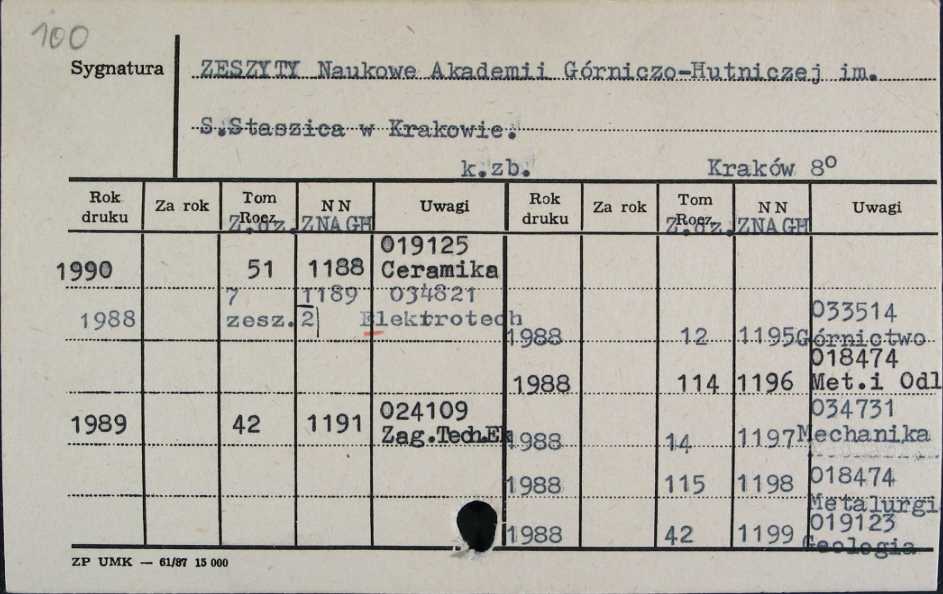 100
Sygnatura ZESZYTY Naukowe Akademii Górniczo-Hutniczej im.
S.Staszica w Krakowie.
k.zb. Kraków 8°
Rok druku Za rok Tom Rocz. NN Uwagi Rok druku Za rok Tom Rocz. NN Uwagi
Z.dz. ZNAGH Z.dz. ZNAGH
1990 51 1188 019125 Ceramika
1988 7 zesz.2 1189 034821 Elektrotech
1989 42 1191 024109 Zag.Tech.Ek
1988 12 1195 033514 Górnictwo
1988 114 1196 018474 Met.i Odl
1988 14 1197 034731 Mechanika
1988 115 1198 018474 Metalurgi
1988 42 1199 019123 Geologia
ZP UMK — 61/87 15 000